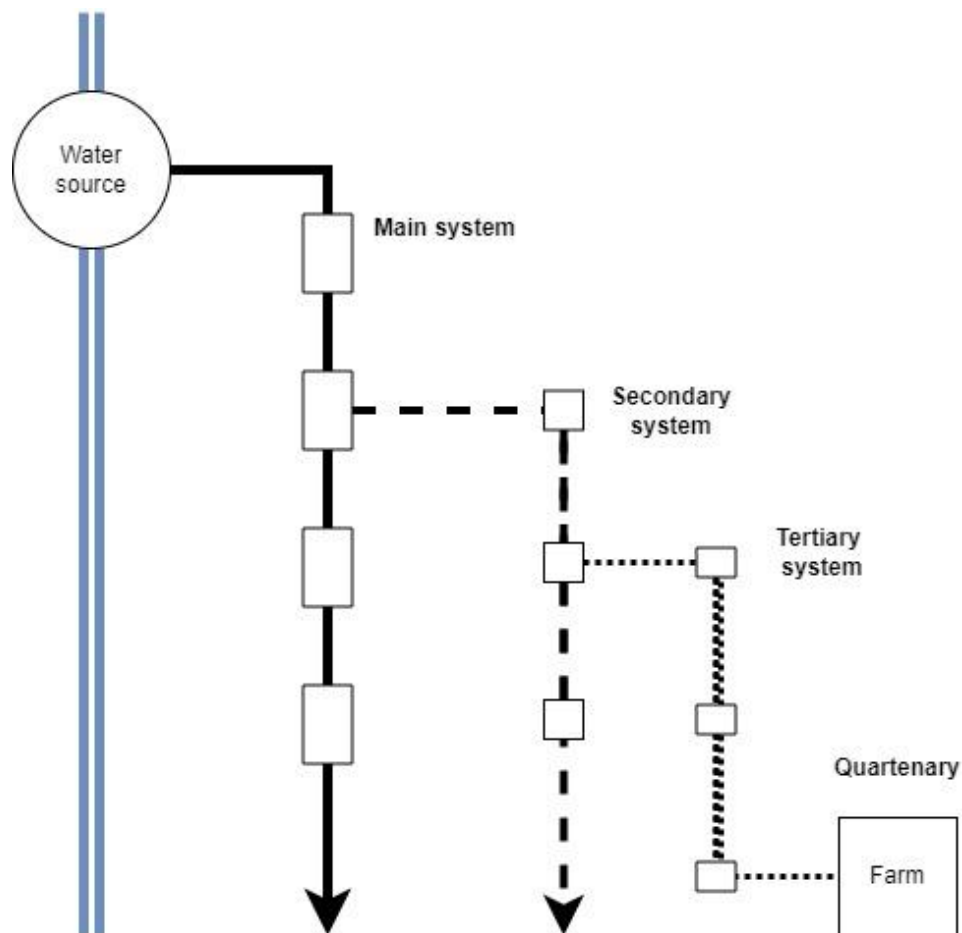 Water
source
Main system
Secondary
system
Tertiary
system
Quartenary
Farm